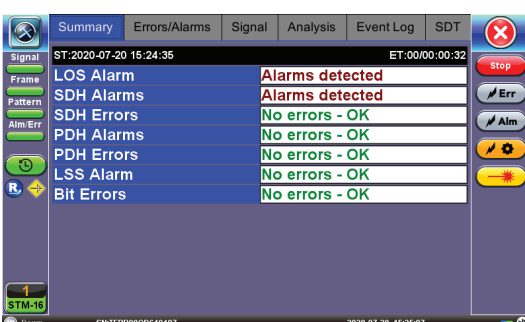 Summary Errors/Alarms Signal Analysis Event Log SDT
ST:2020-07-20 15:24:35 ET:00/00:00:32
Signal
Frame
Pattern
Alm/Err
LOS Alarm Alarms detected
SDH Alarms Alarms detected
SDH Errors No errors - OK
PDH Alarms No errors - OK
PDH Errors No errors - OK
LSS Alarm No errors - OK
Bit Errors No errors - OK
Stop
Err
Alm
R
1
STM-16